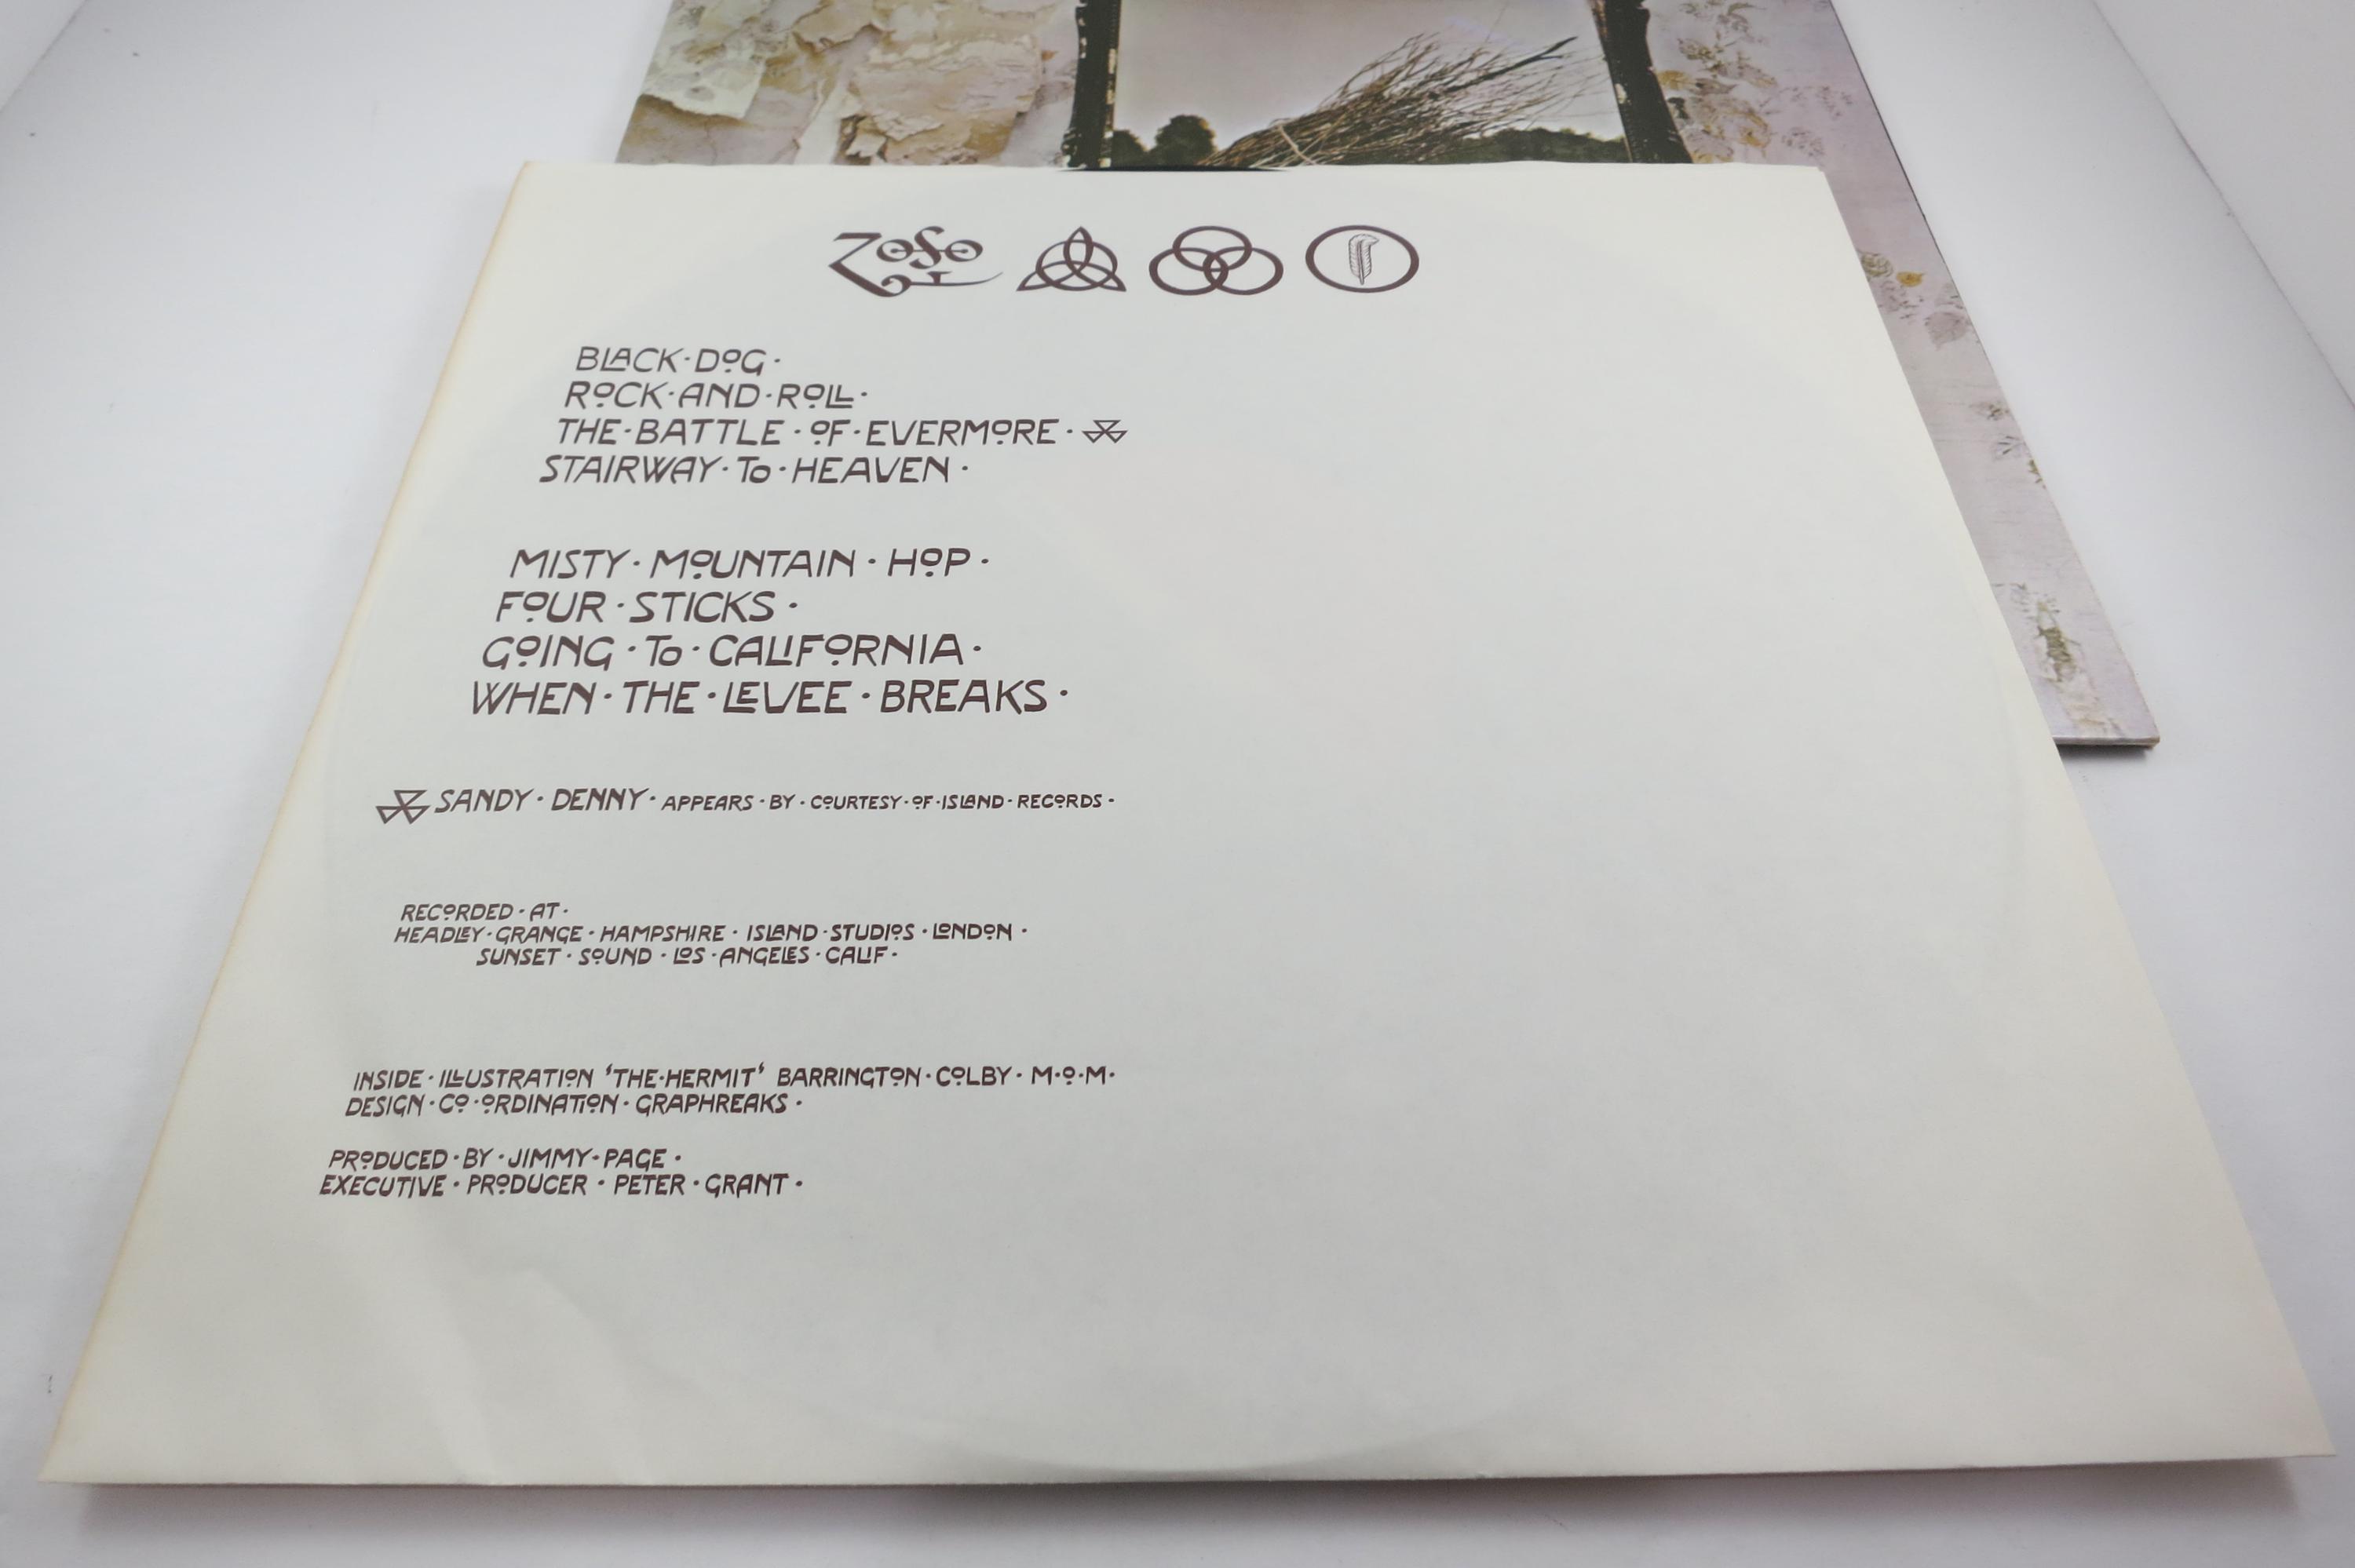 ZOSO
BLACK·DOG·
ROCK·AND·ROLL·
THE·BATTLE·OF·EVERMORE·
STAIRWAY·TO·HEAVEN·
MISTY·MOUNTAIN·HOP·
FOUR·STICKS·
GOING·TO·CALIFORNIA·
WHEN·THE·LEVEE·BREAKS·
SANDY·DENNY·APPEARS·BY·COURTESY·OF·ISLAND·RECORDS·
RECORDED·AT·
HEADLEY·GRANGE·HAMPSHIRE·ISLAND·STUDIOS·LONDON·
SUNSET·SOUND·LOS·ANGELES·CALIF·
INSIDE·ILLUSTRATION 'THE·HERMIT' BARRINGTON·COLBY·M·O·M·
DESIGN·CO·ORDINATION·GRAPHREAKS·
PRODUCED·BY·JIMMY·PAGE·
EXECUTIVE·PRODUCER·PETER·GRANT·